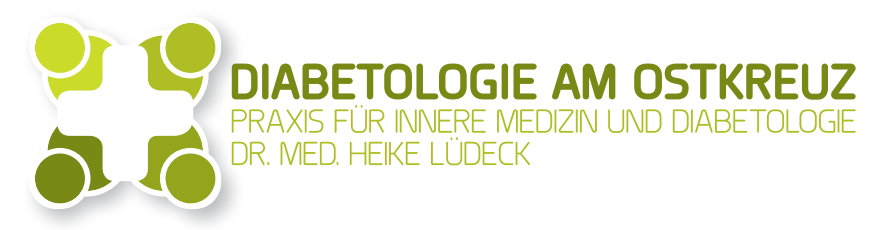 DIABETOLOGIE AM OSTKREUZ
PRAXIS FÜR INNERE MEDIZIN UND DIABETOLOGIE
DR. MED. HEIKE LÜDECK